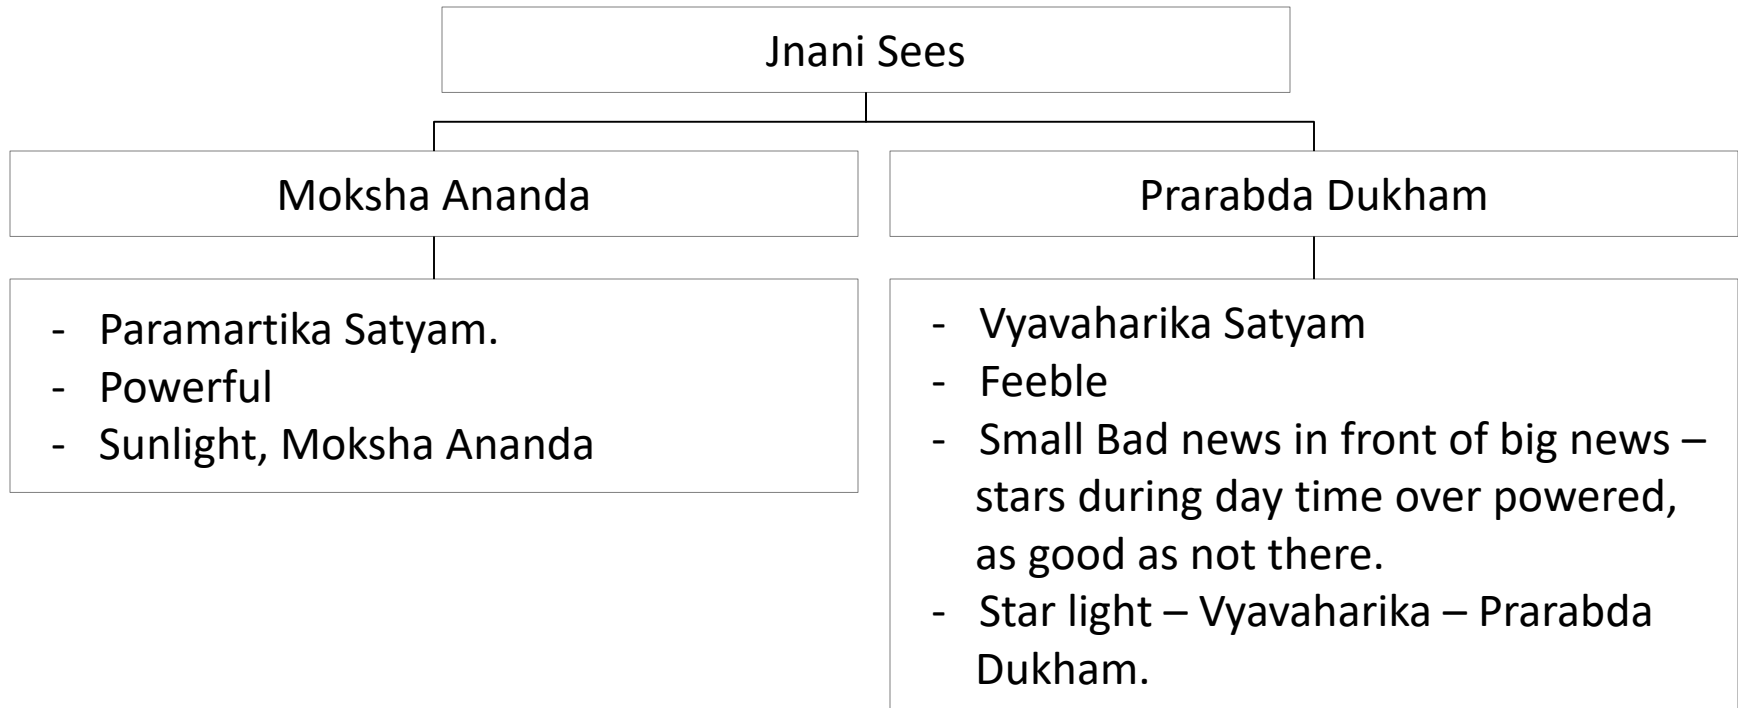 Jnani Sees
Moksha Ananda
Prarabda Dukham
- Paramartika Satyam.
- Powerful
- Sunlight, Moksha Ananda
- Vyavaharika Satyam
- Feeble
- Small Bad news in front of big news –
stars during day time over powered,
as good as not there.
- Star light – Vyavaharika – Prarabda
Dukham.